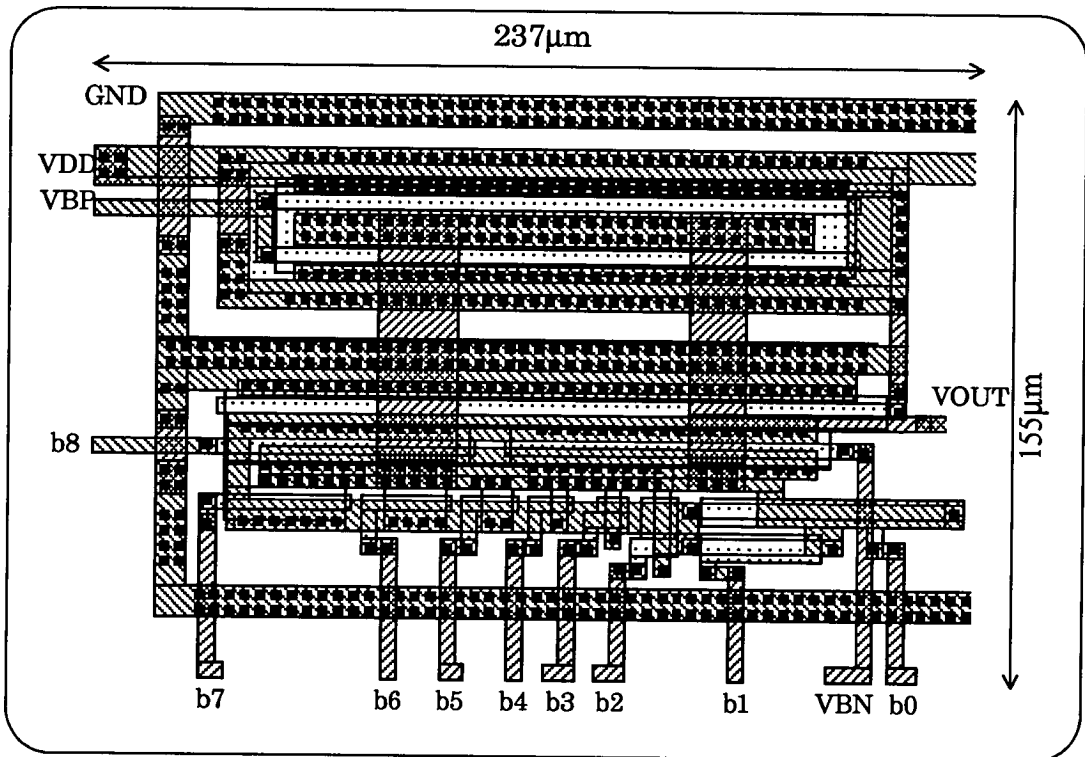 237μm
GND
VDD
VBP
VOUT
155μm
b8
b7 b6 b5 b4 b3 b2 b1 VBN b0